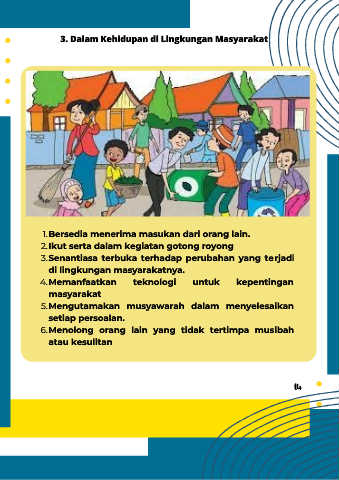 3. Dalam Kehidupan di Lingkungan Masyarakat
1. Bersedia menerima masukan dari orang lain.
2. Ikut serta dalam kegiatan gotong royong
3. Senantiasa terbuka terhadap perubahan yang terjadi
di lingkungan masyarakatnya.
4. Memanfaatkan teknologi untuk kepentingan
masyarakat
5. Mengutamakan musyawarah dalam menyelesaikan
setiap persoalan.
6. Menolong orang lain yang tidak tertimpa musibah
atau kesulitan
14